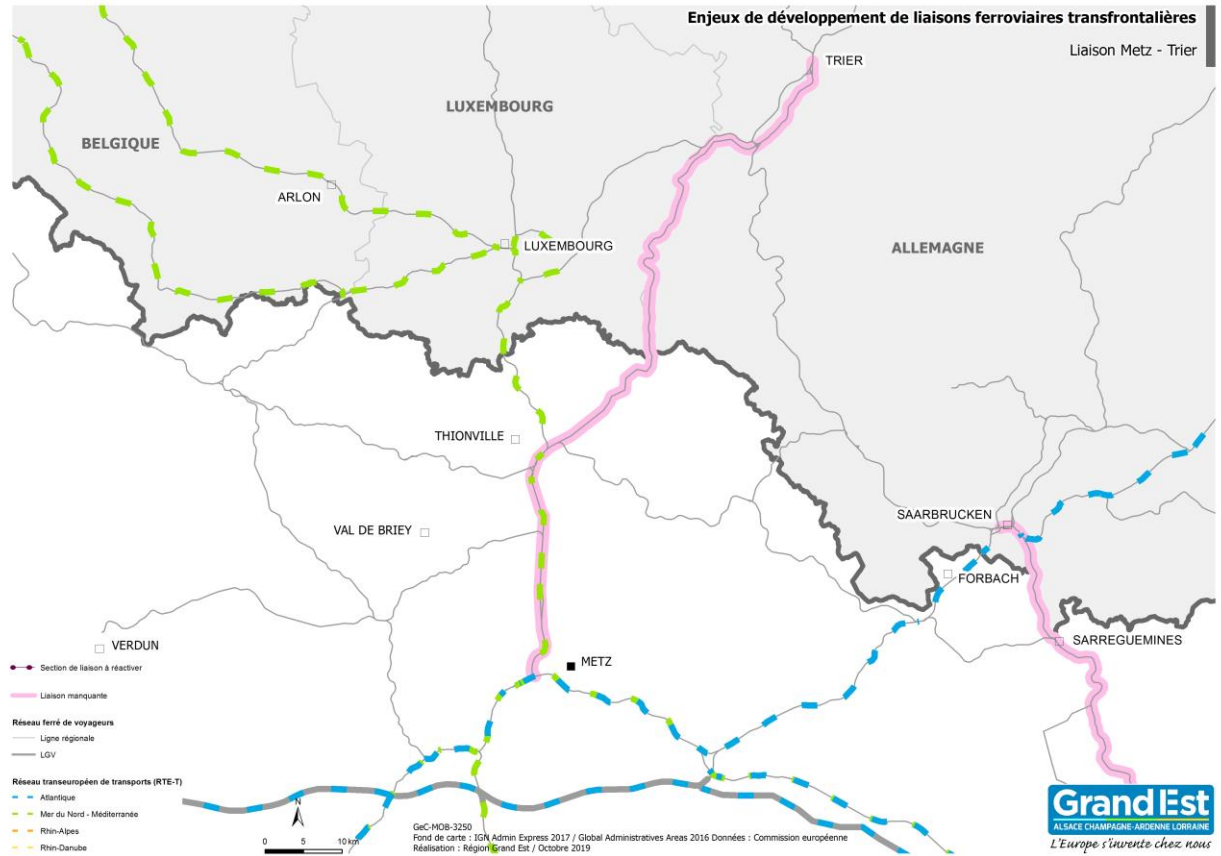 Enjeux de développement de liaisons ferroviaires transfrontalières
Liaison Metz - Trier
TRIER
LUXEMBOURG
BELGIQUE
ARLON
LUXEMBOURG
ALLEMAGNE
THIONVILLE
VAL DE BRIEY
SAARBRUCKEN
FORBACH
VERDUN
SARREGUEMINES
METZ
Section de liaison à réactiver
Liaison manquante
Réseau ferré de voyageurs
Ligne régionale
LGV
Réseau transeuropéen de transports (RTE-T)
Atlantique
Mer du Nord - Méditerranée
Rhin-Alpes
Rhin-Danube
N
0 5 10 km
GeC-MOB-3250
Fond de carte : IGN Admin Express 2017 / Global Administratives Areas 2016 Données : Commission européenne
Réalisation : Région Grand Est / Octobre 2019
Grand Est
ALSACE CHAMPAGNE-ARDENNE LORRAINE
L'Europe s'invente chez nous